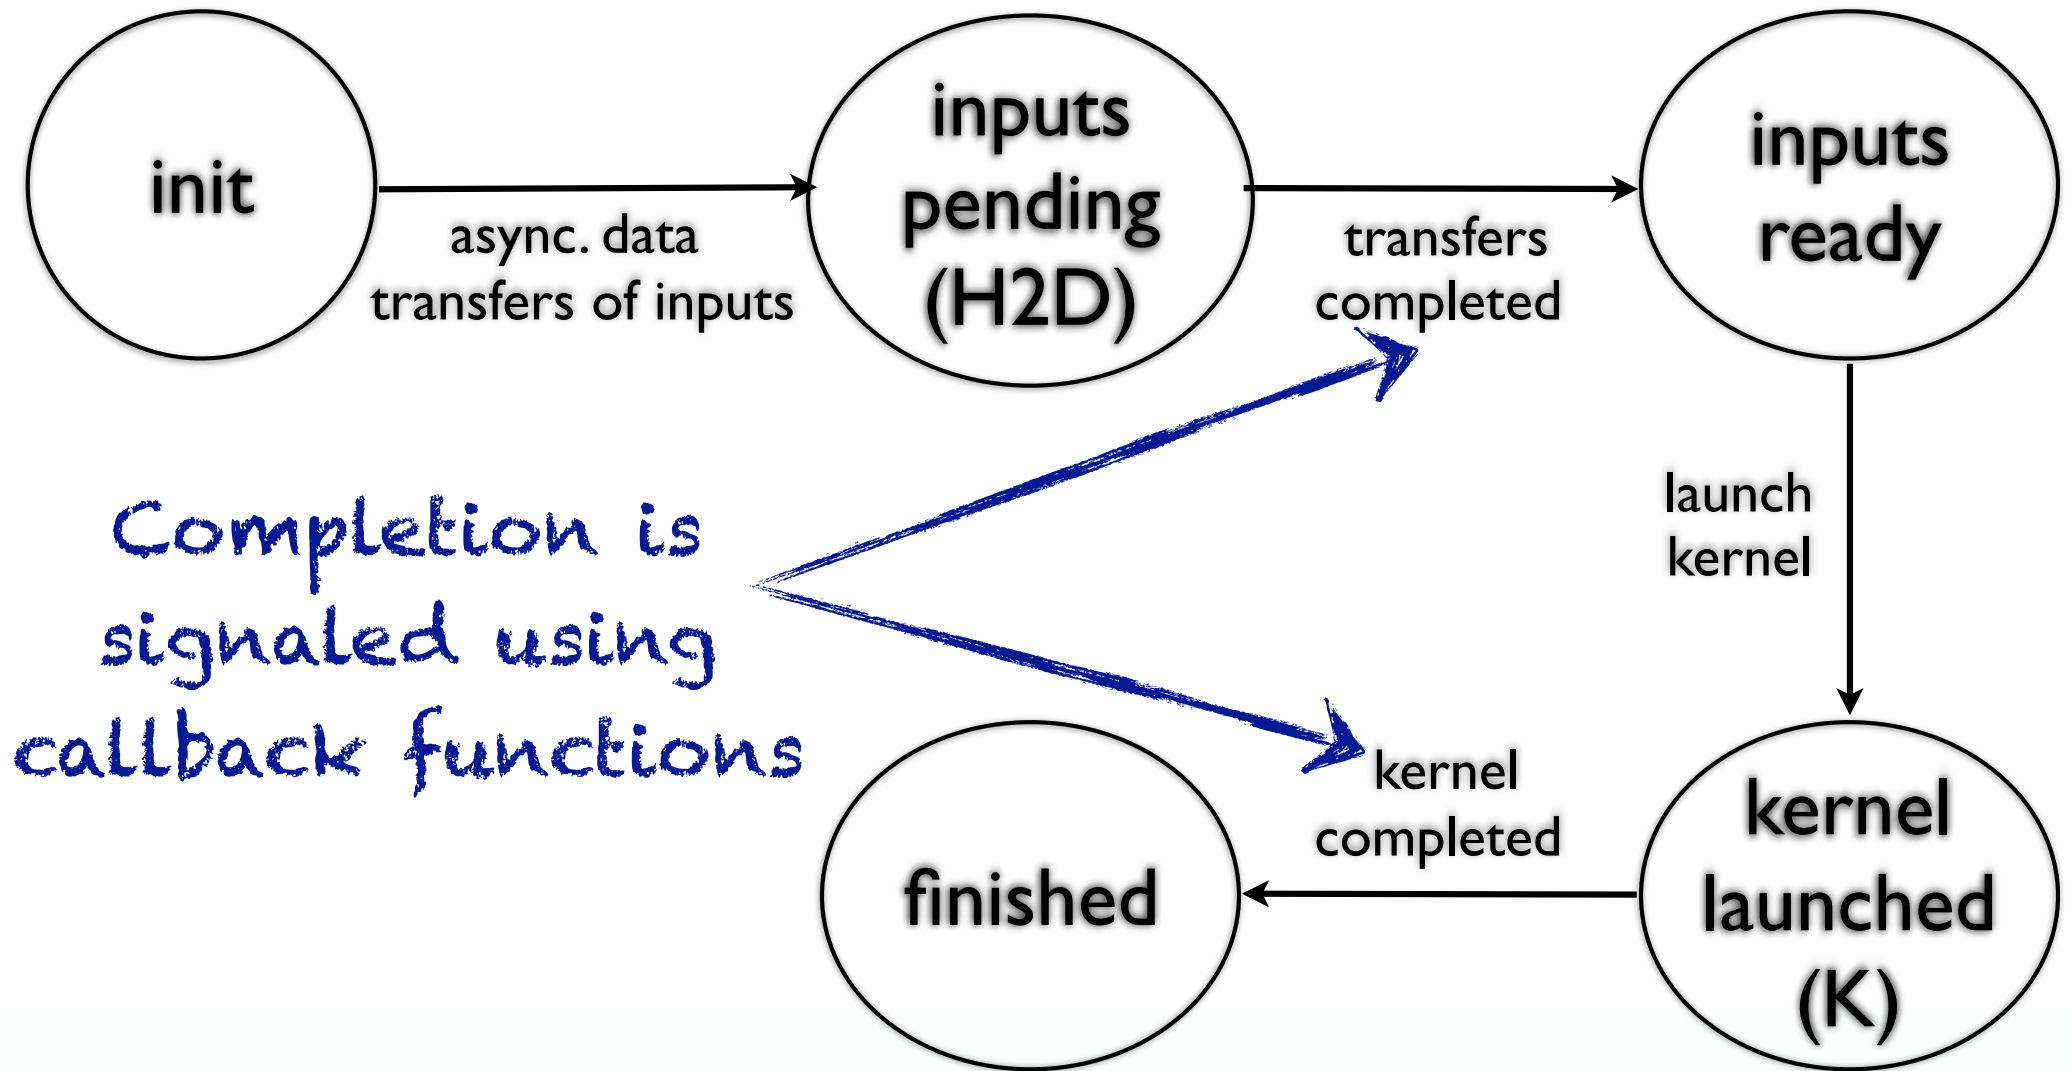 init
async. data
transfers of inputs
inputs
pending
(H2D)
transfers
completed
inputs
ready
launch
kernel
Completion is
signaled using
callback functions
kernel
launched
(K)
kernel
completed
finished